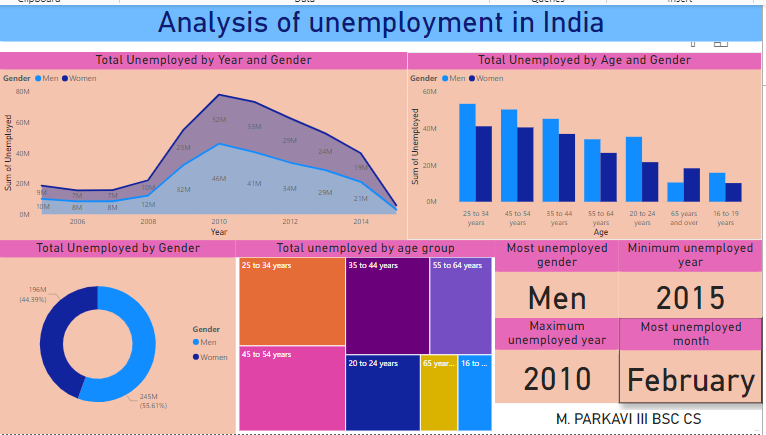 Clipboard
Data
Queries
Insert
Analysis of unemployment in India
Total Unemployed by Year and Gender
Gender Men Women
Sum of Unemployed
80M
60M
40M
20M
0M
9M
7M
7M
10M
23M
32M
33M
29M
24M
19M
10M
8M
8M
12M
32M
46M
41M
34M
29M
21M
2006
2008
2010
2012
2014
Year
Total Unemployed by Age and Gender
Gender Men Women
Sum of Unemployed
60M
40M
20M
0M
25 to 34 years
45 to 54 years
35 to 44 years
55 to 64 years
20 to 24 years
65 years and over
16 to 19 years
Age
Total Unemployed by Gender
196M
(44.39%)
245M
(55.61%)
Gender
Men
Women
Total unemployed by age group
25 to 34 years
35 to 44 years
55 to 64 years
45 to 54 years
20 to 24 years
65 year...
16 to ...
Most unemployed
gender
Men
Minimum unemployed
year
2015
Maximum
unemployed year
2010
Most unemployed
month
February
M. PARKAVI III BSC CS